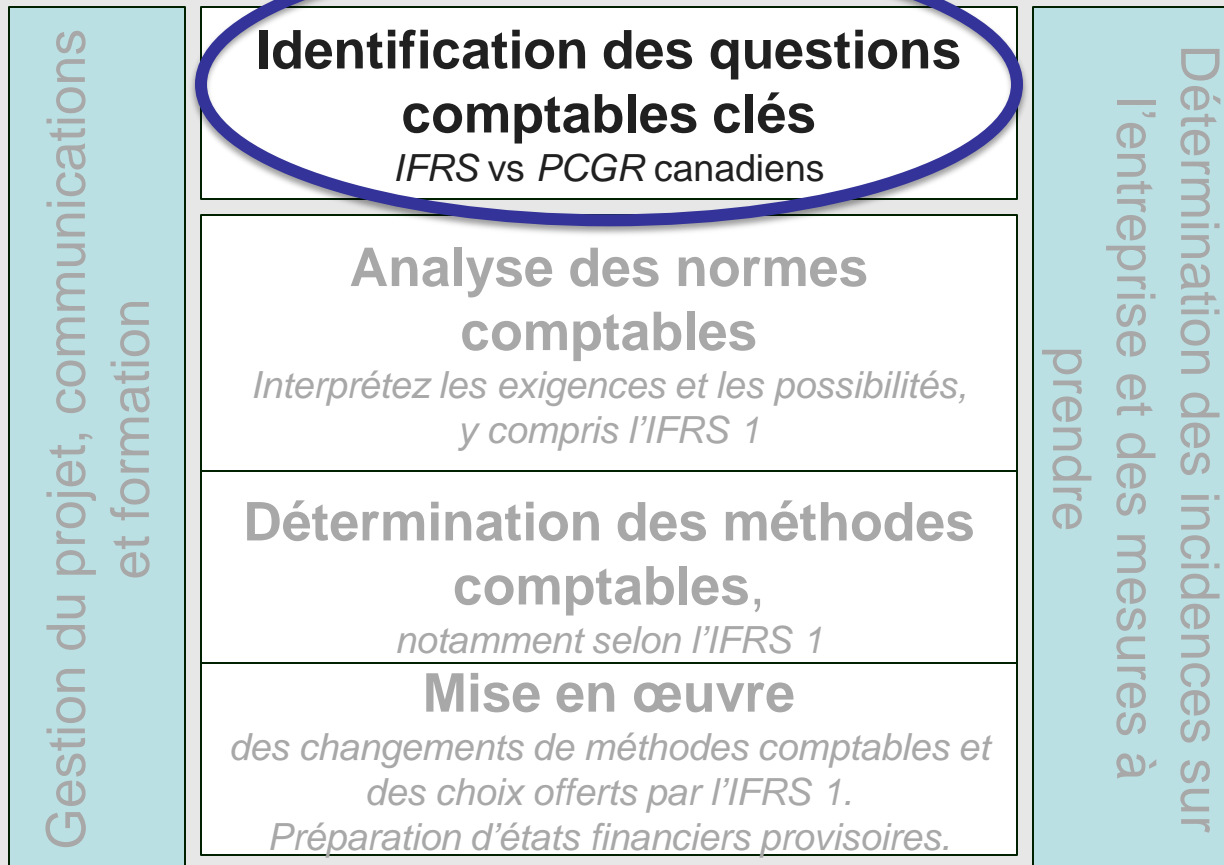 Gestion du projet, communications
et formation
Identification des questions
comptables clés
IFRS vs PCGR canadiens
Analyse des normes
comptables
Interprétez les exigences et les possibilités,
y compris l’IFRS 1
Détermination des méthodes
comptables,
notamment selon l’IFRS 1
Mise en œuvre
des changements de méthodes comptables et
des choix offerts par l’IFRS 1.
Préparation d’états financiers provisoires.
Détermination des incidences sur
l’entreprise et des mesures à
prendre